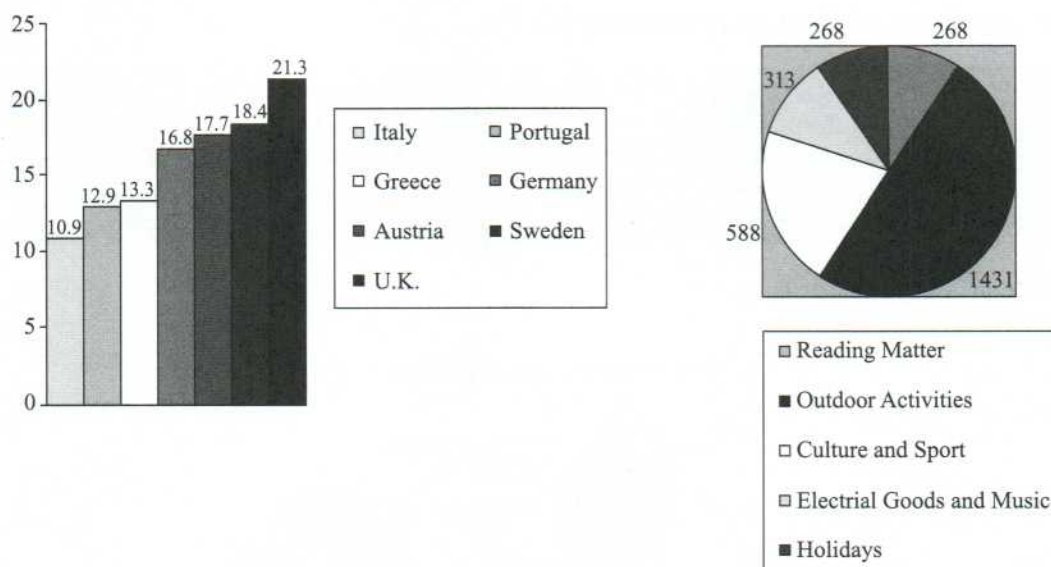 25
20
15
10
5
0
10.9
12.9
13.3
16.8
17.7
18.4
21.3
Italy Portugal
Greece Germany
Austria Sweden
U.K.
268 268
313
588
1431
Reading Matter
Outdoor Activities
Culture and Sport
Electrial Goods and Music
Holidays